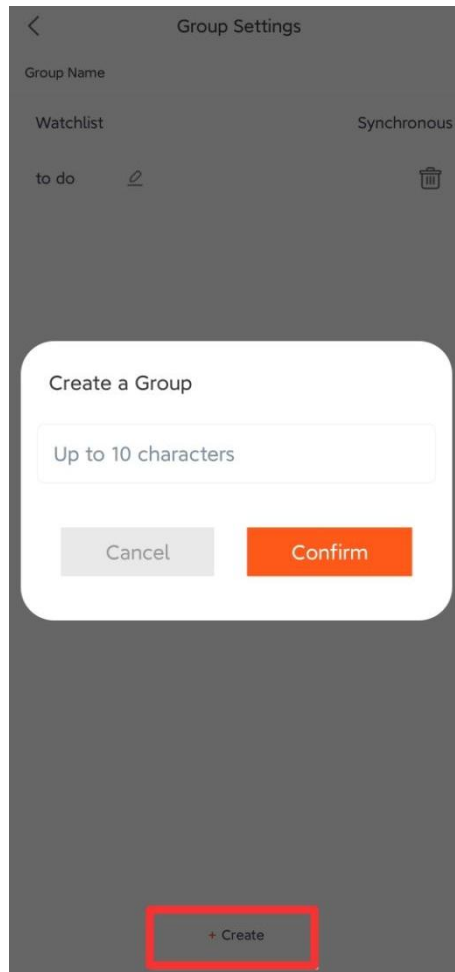 Group Settings
Group Name
Watchlist Synchronous
to do
Create a Group
Up to 10 characters
Cancel Confirm
+ Create